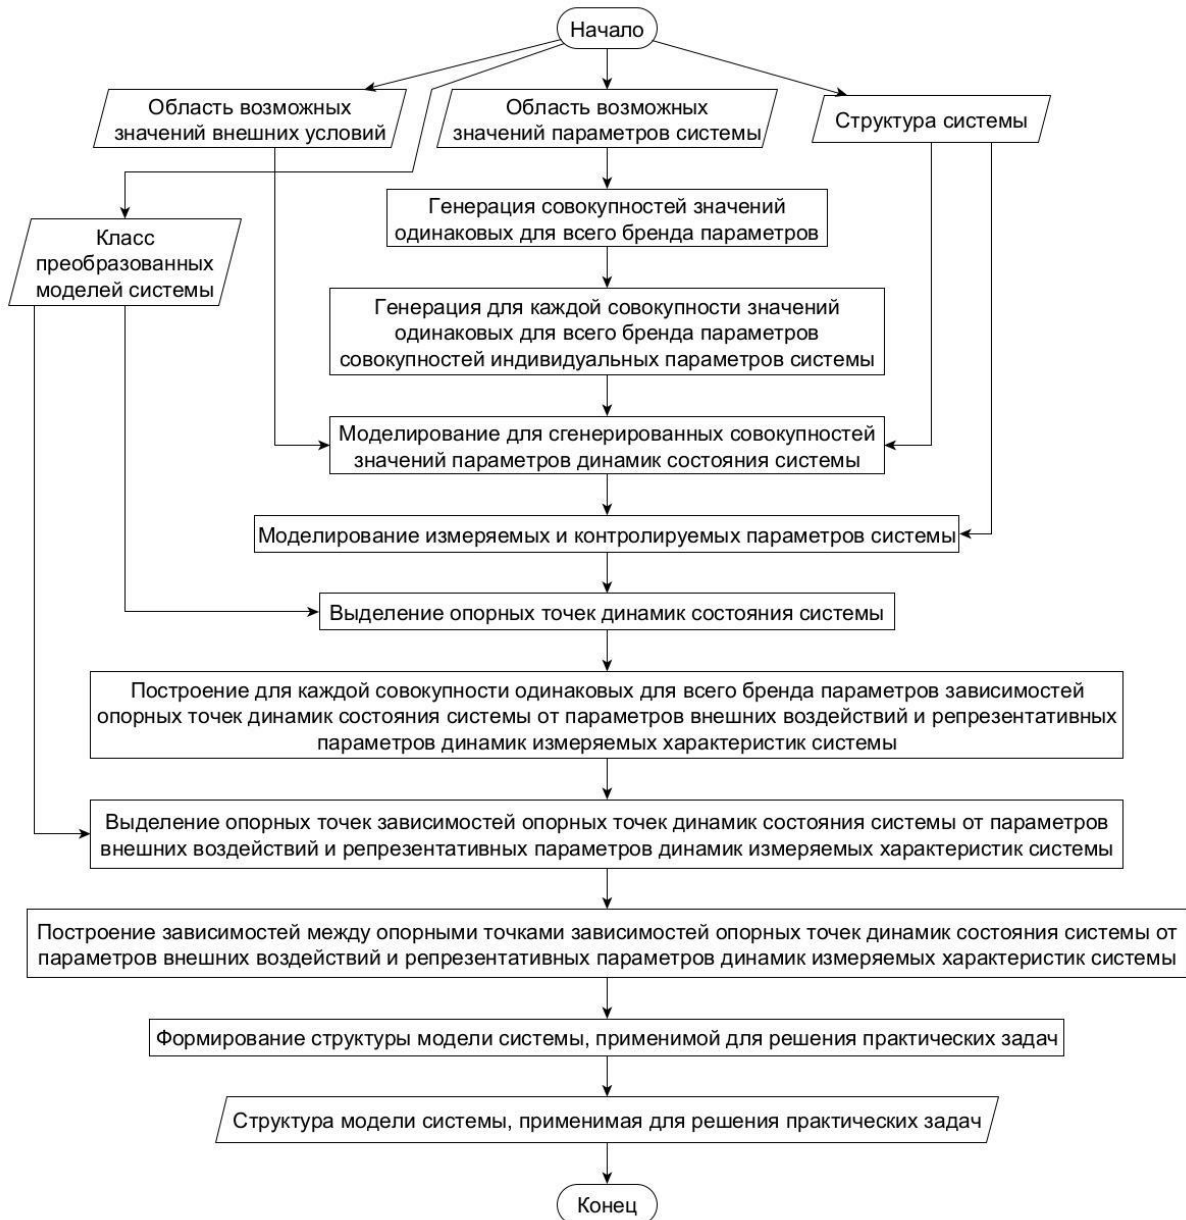 Начало
Область возможных
значений внешних условий
Область возможных
значений параметров системы
Структура системы
Генерация совокупностей значений
одинаковых для всего бренда параметров
Класс
преобразованных
моделей системы
Генерация для каждой совокупности значений
одинаковых для всего бренда параметров
совокупностей индивидуальных параметров системы
Моделирование для сгенерированных совокупностей
значений параметров динамик состояния системы
Моделирование измеряемых и контролируемых параметров системы
Выделение опорных точек динамик состояния системы
Построение для каждой совокупности одинаковых для всего бренда параметров зависимостей
опорных точек динамик состояния системы от параметров внешних воздействий и репрезентативных
параметров динамик измеряемых характеристик системы
Выделение опорных точек зависимостей опорных точек динамик состояния системы от параметров
внешних воздействий и репрезентативных параметров динамик измеряемых характеристик системы
Построение зависимостей между опорными точками зависимостей опорных точек динамик состояния системы от
параметров внешних воздействий и репрезентативных параметров динамик измеряемых характеристик системы
Формирование структуры модели системы, применимой для решения практических задач
Структура модели системы, применимая для решения практических задач
Конец